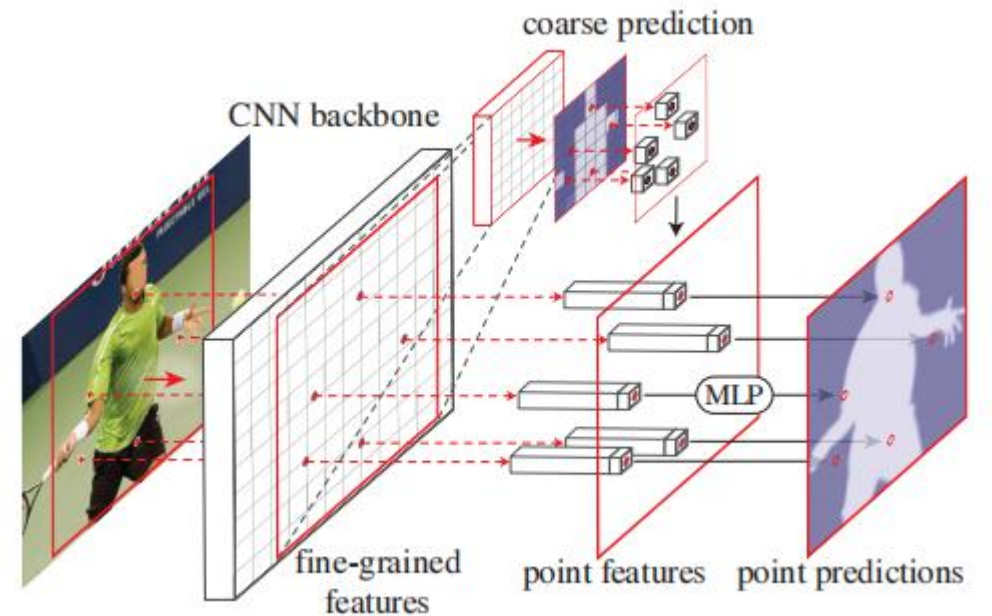 coarse prediction
CNN backbone
MLP
fine-grained
features
point features
point predictions